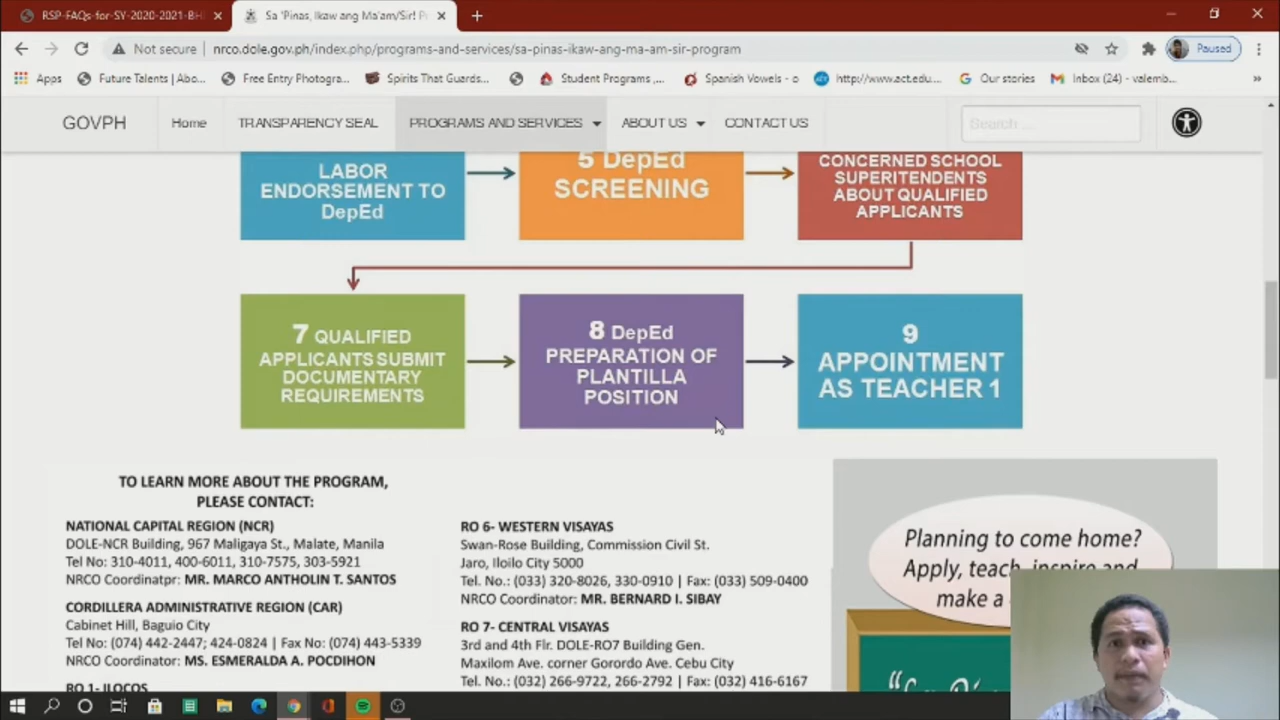 RSP-FAQs-for-SY-2020-2021-BHI
Sa 'Pinas, Ikaw ang Ma'am/Sir! Pr
Not secure | nrco.dole.gov.ph/index.php/programs-and-services/sa-pinas-ikaw-ang-ma-am-sir-program
Paused
Apps Future Talents | Abo... Free Entry Photogra... Spirits That Guards... Student Programs ,... Spanish Vowels - o http://www.act.edu.... Our stories Inbox (24) - valemb...
GOVPH Home TRANSPARENCY SEAL PROGRAMS AND SERVICES ABOUT US CONTACT US Search ...
LABOR
ENDORSEMENT TO
DepEd
5 DepEd
SCREENING
CONCERNED SCHOOL
SUPERITENDENTS
ABOUT QUALIFIED
APPLICANTS
7 QUALIFIED
APPLICANTS SUBMIT
DOCUMENTARY
REQUIREMENTS
8 DepEd
PREPARATION OF
PLANTILLA
POSITION
9
APPOINTMENT
AS TEACHER 1
TO LEARN MORE ABOUT THE PROGRAM,
PLEASE CONTACT:
NATIONAL CAPITAL REGION (NCR)
DOLE-NCR Building, 967 Maligaya St., Malate, Manila
Tel No: 310-4011, 400-6011, 310-7575, 303-5921
NRCO Coordinator: MR. MARCO ANTHOLIN T. SANTOS
CORDILLERA ADMINISTRATIVE REGION (CAR)
Cabinet Hill, Baguio City
Tel No: (074) 442-2447; 424-0824 | Fax No: (074) 443-5339
NRCO Coordinator: MS. ESMERALDA A. POCDIHON
RO 1- ILOCOS
RO 6- WESTERN VISAYAS
Swan-Rose Building, Commission Civil St.
Jaro, Iloilo City 5000
Tel. No.: (033) 320-8026, 330-0910 | Fax: (033) 509-0400
NRCO Coordinator: MR. BERNARD I. SIBAY
RO 7- CENTRAL VISAYAS
3rd and 4th Flr. DOLE-RO7 Building Gen.
Maxilom Ave. corner Gorordo Ave. Cebu City
Tel. No.: (032) 266-9722, 266-2792 | Fax: (032) 416-6167
Planning to come home?
Apply, teach, inspire and
make a